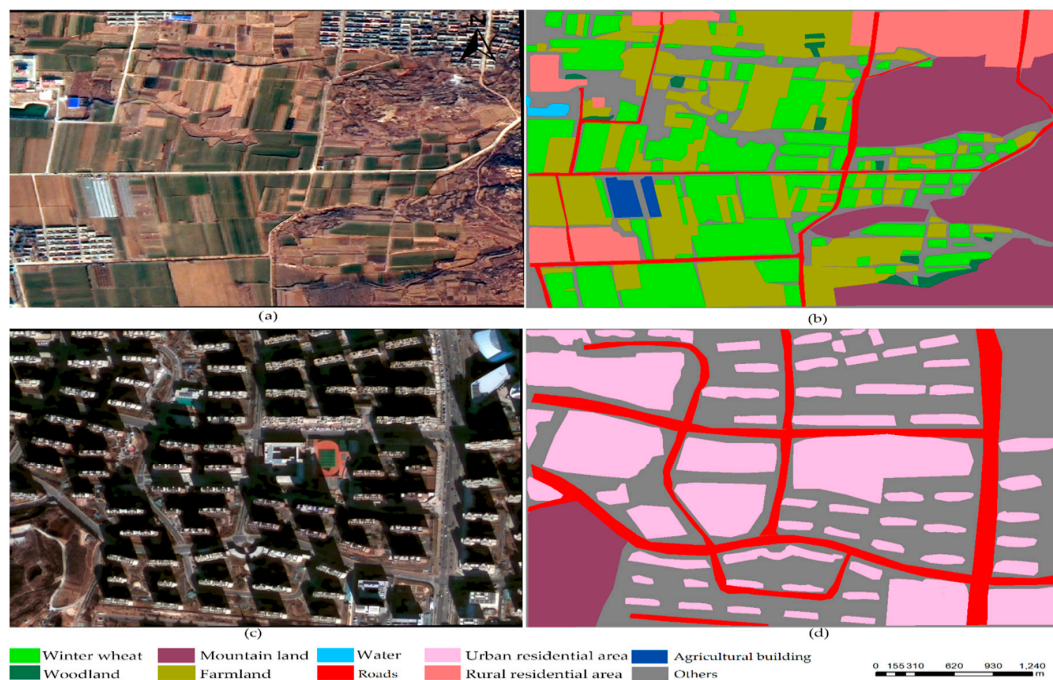 N
(a)
(b)
(c)
(d)
Winter wheat
Mountain land
Water
Urban residential area
Agricultural building
Woodland
Farmland
Roads
Rural residential area
Others
0 155 310 620 930 1,240
m